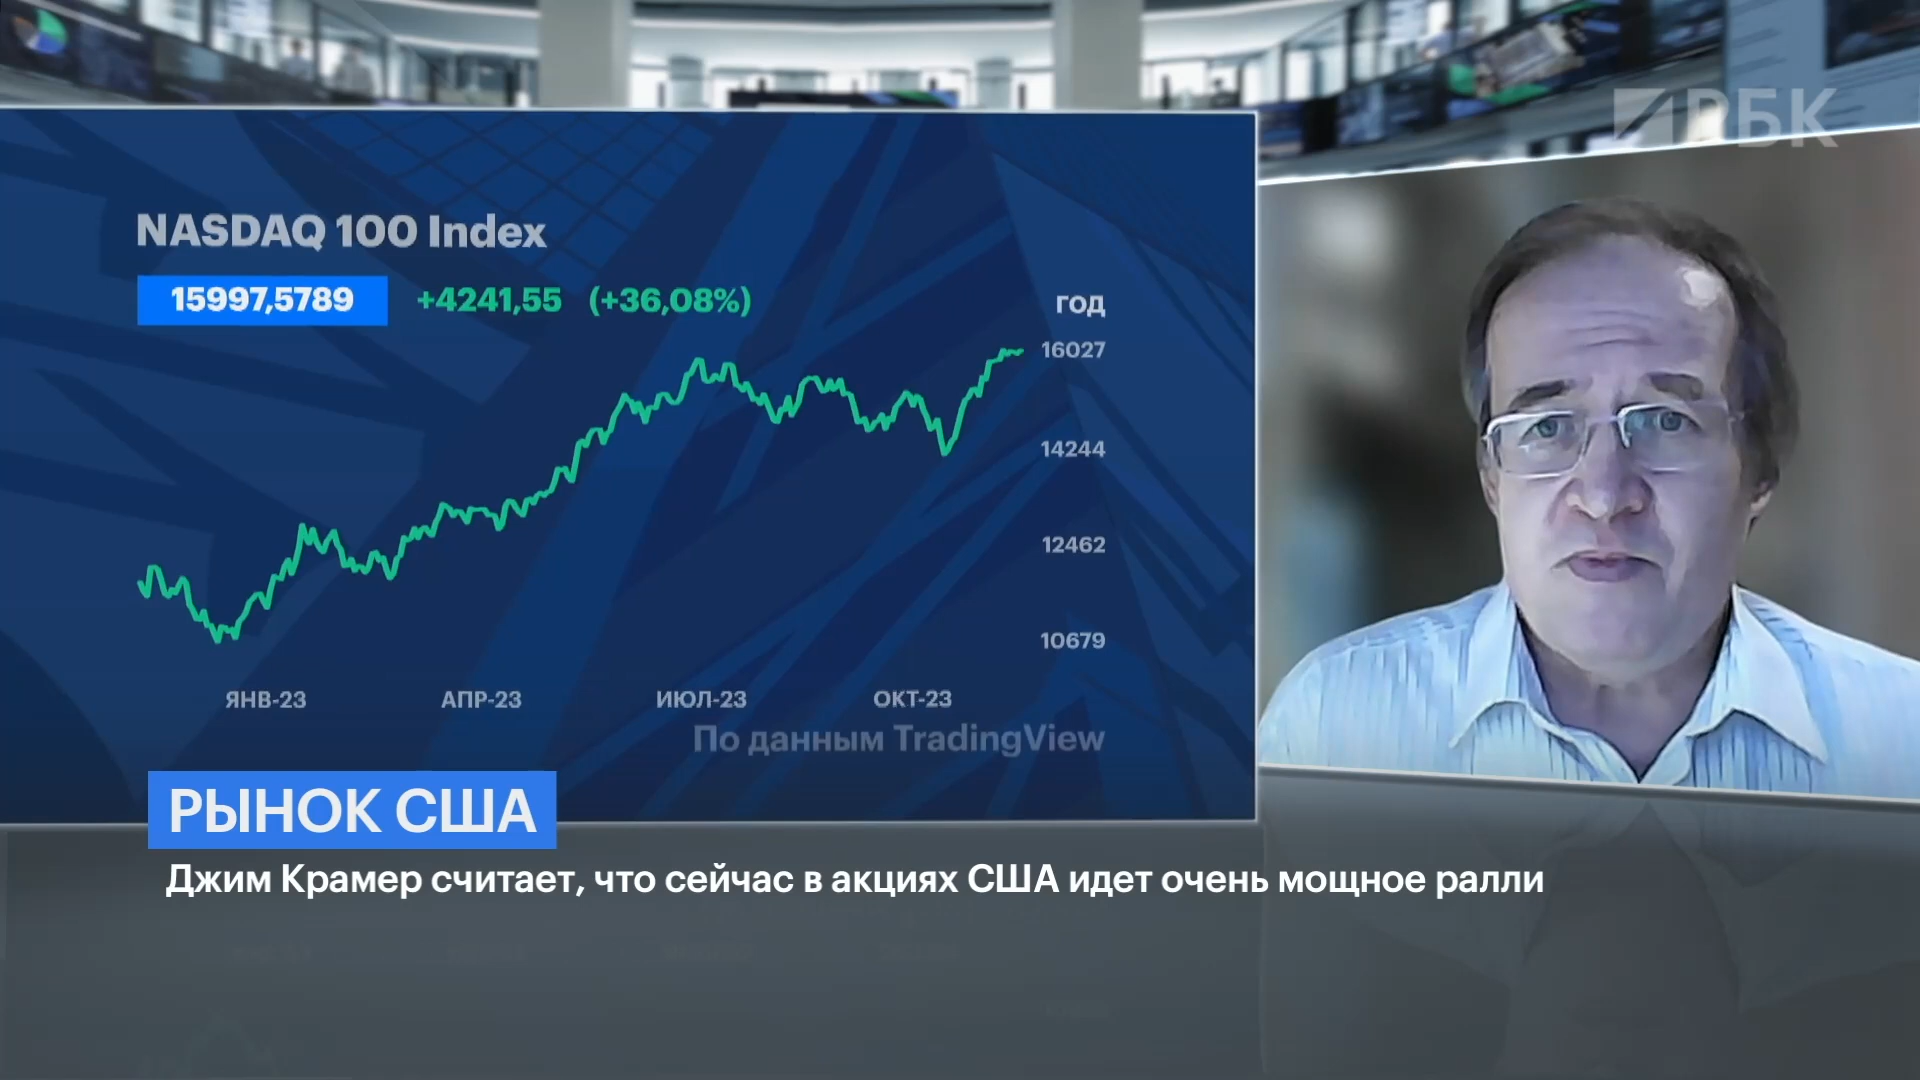 РБК
NASDAQ 100 Index
15997,5789 +4241,55 (+36,08%)
ГОД
16027
14244
12462
10679
ЯНВ-23 АПР-23 ИЮЛ-23 ОКТ-23
По данным TradingView
РЫНОК США
Джим Крамер считает, что сейчас в акциях США идет очень мощное ралли